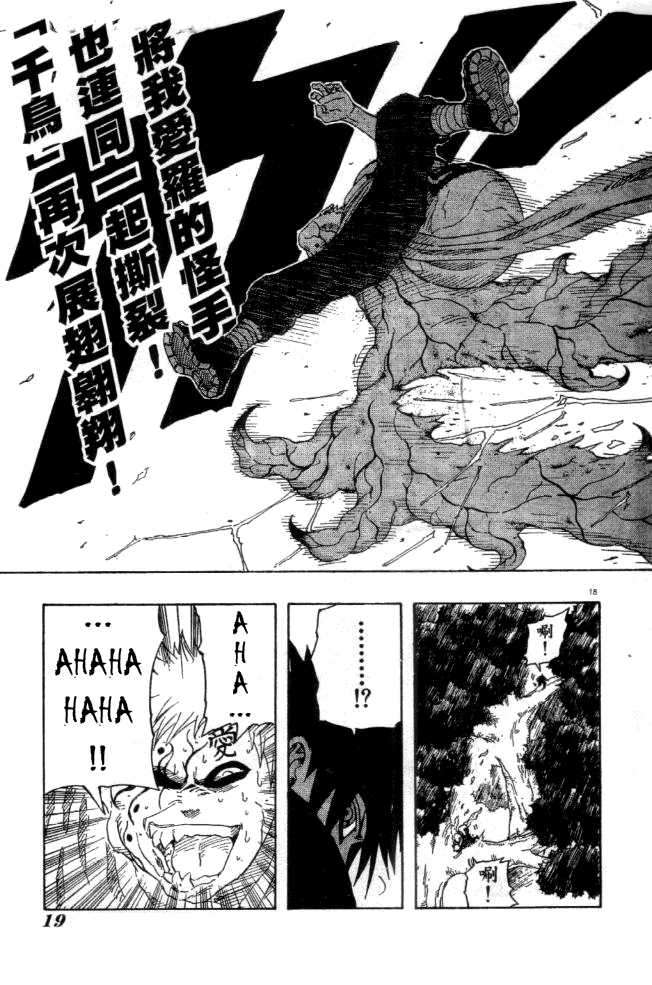 將我愛羅的怪手
也連同一起撕裂！
「千鳥」再次展翅翱翔！
18
唰！
唰！
………
!?
AHA...
愛
...
AHAHA
HAHA
!!
19